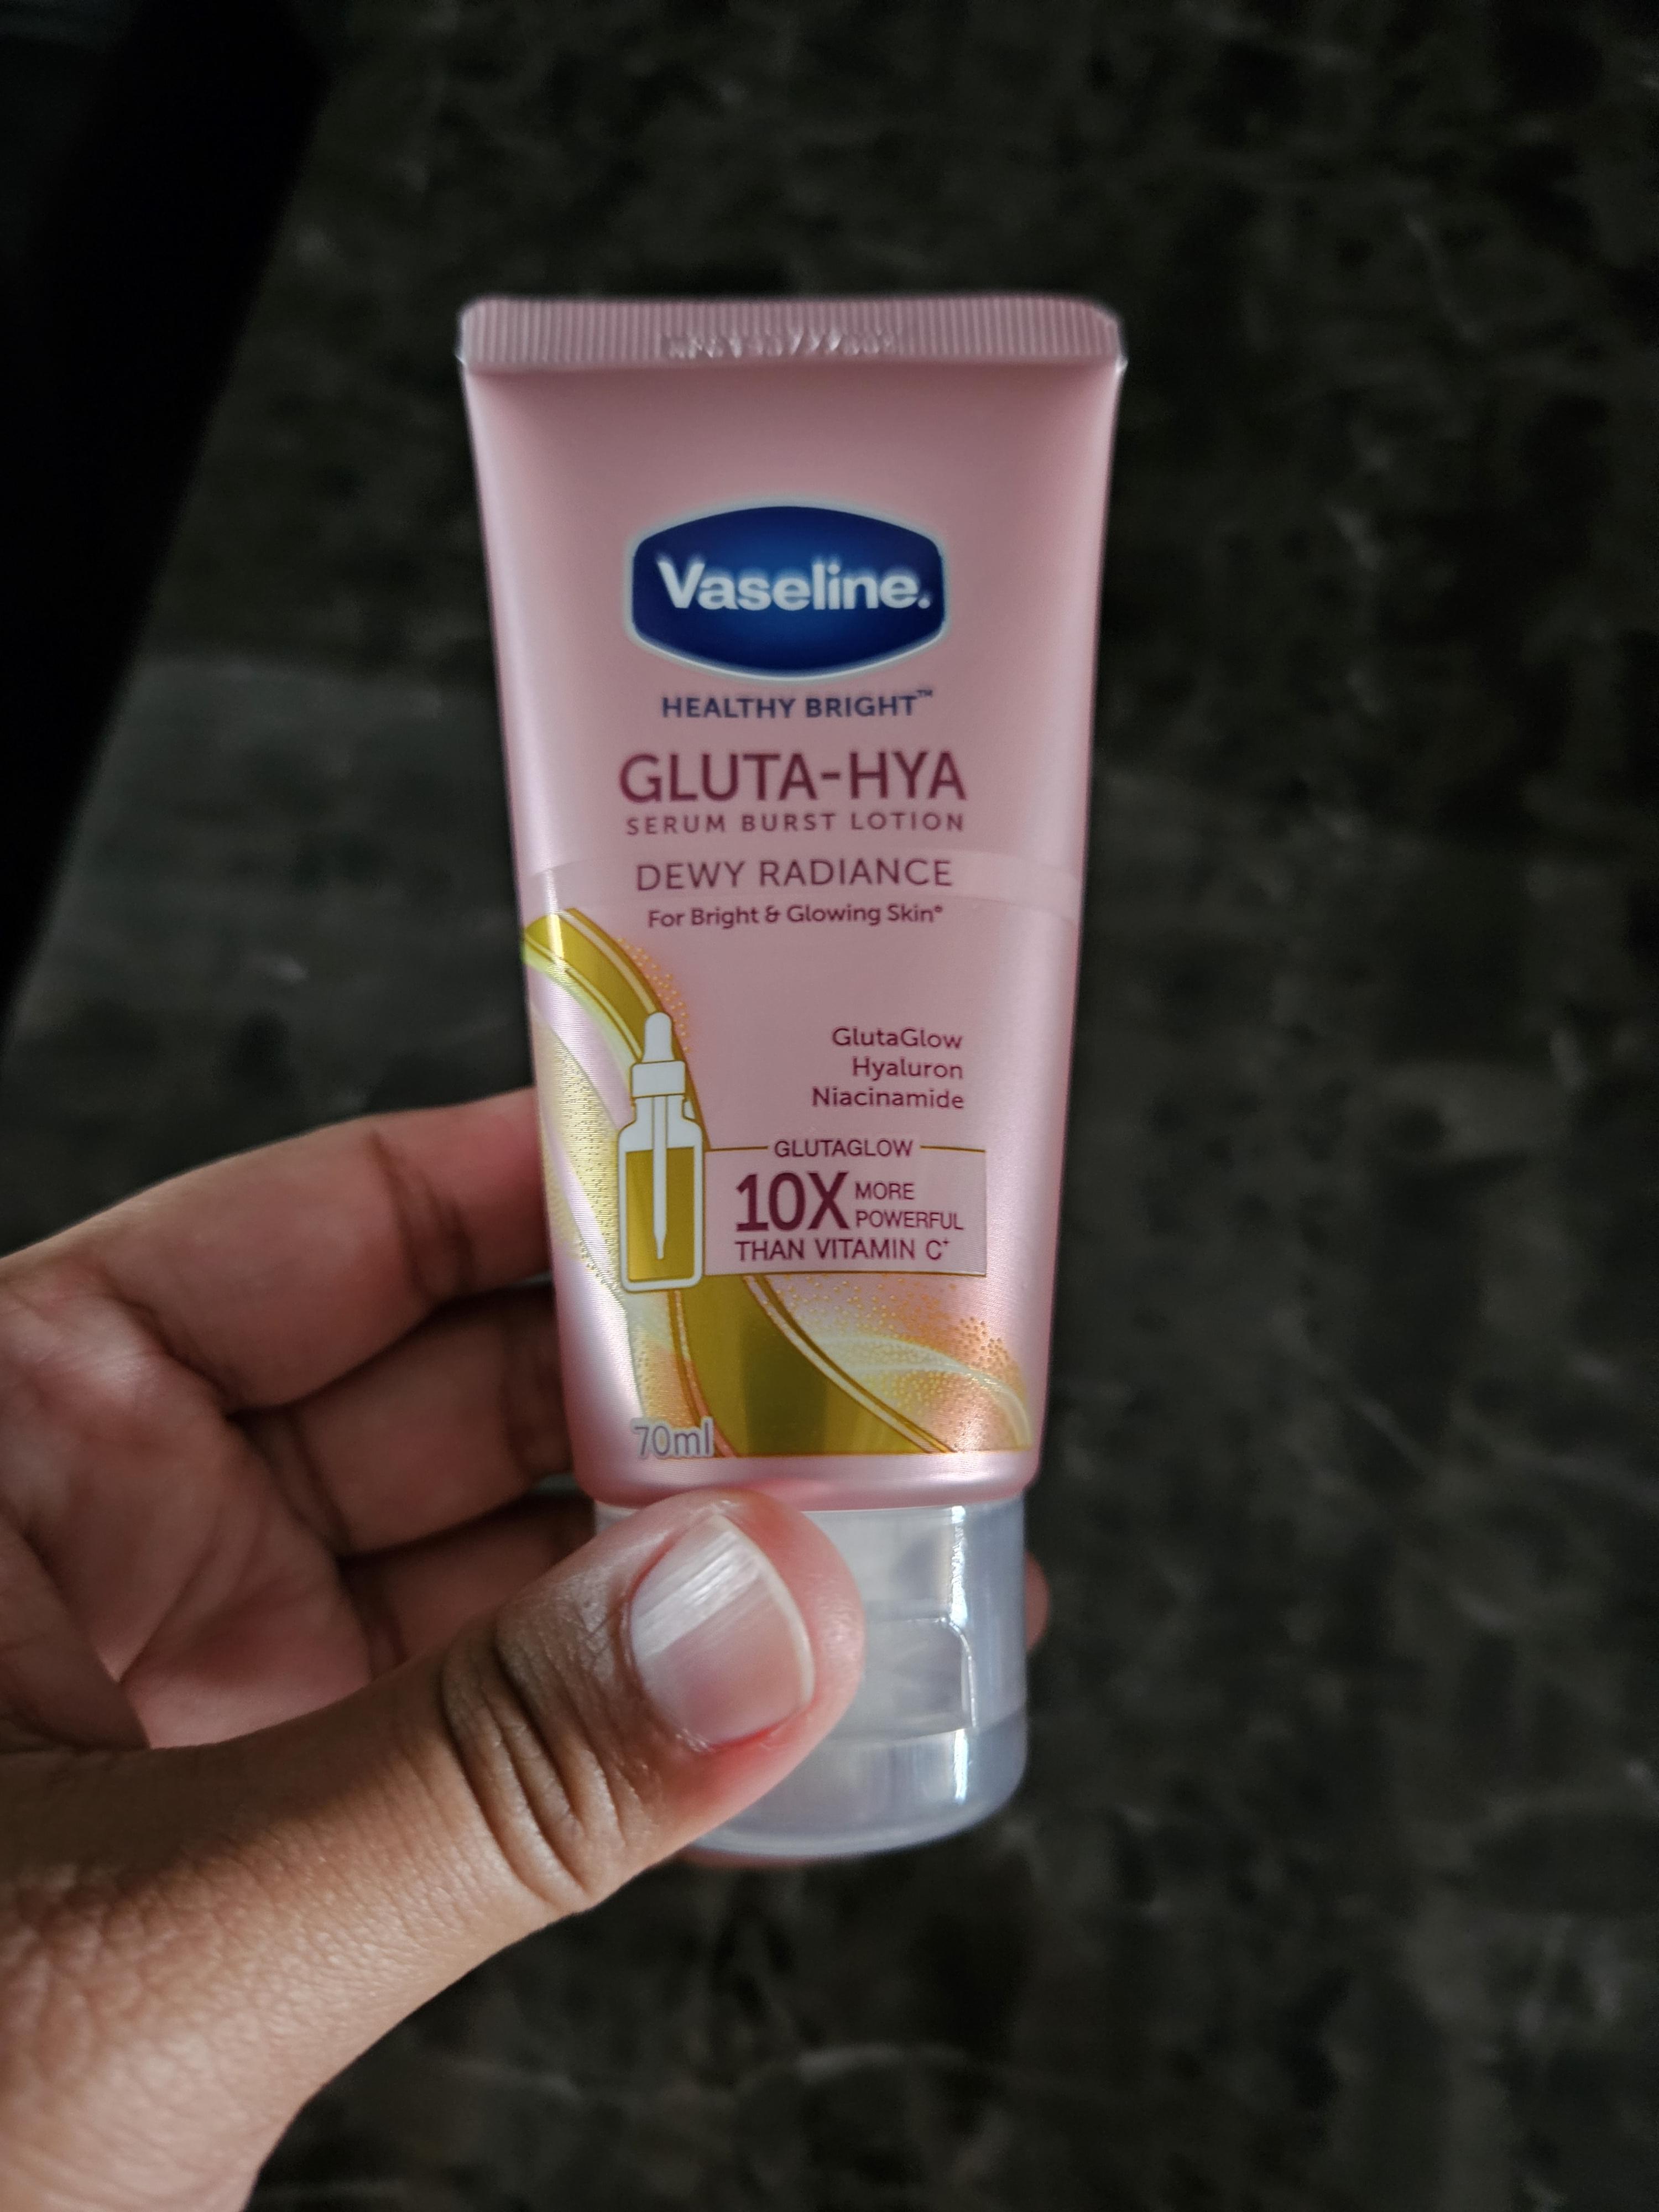 Vaseline.
HEALTHY BRIGHT™
GLUTA-HYA
SERUM BURST LOTION
DEWY RADIANCE
For Bright & Glowing Skin*
GlutaGlow
Hyaluron
Niacinamide
GLUTAGLOW
10X MORE
POWERFUL
THAN VITAMIN C⁺
70ml